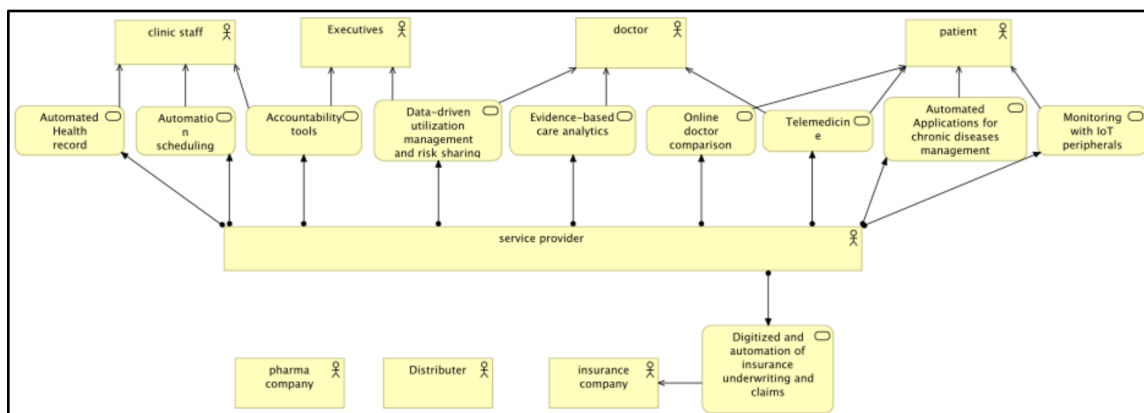 clinic staff
Executives
doctor
patient
Automated
Health
record
Automatio
n
scheduling
Accountability
tools
Data-driven
utilization
management
and risk sharing
Evidence-based
care analytics
Online
doctor
comparison
Telemedicin
e
Automated
Applications for
chronic diseases
management
Monitoring
with IoT
peripherals
service provider
pharma
company
Distributer
insurance
company
Digitized and
automation of
insurance
underwriting and
claims